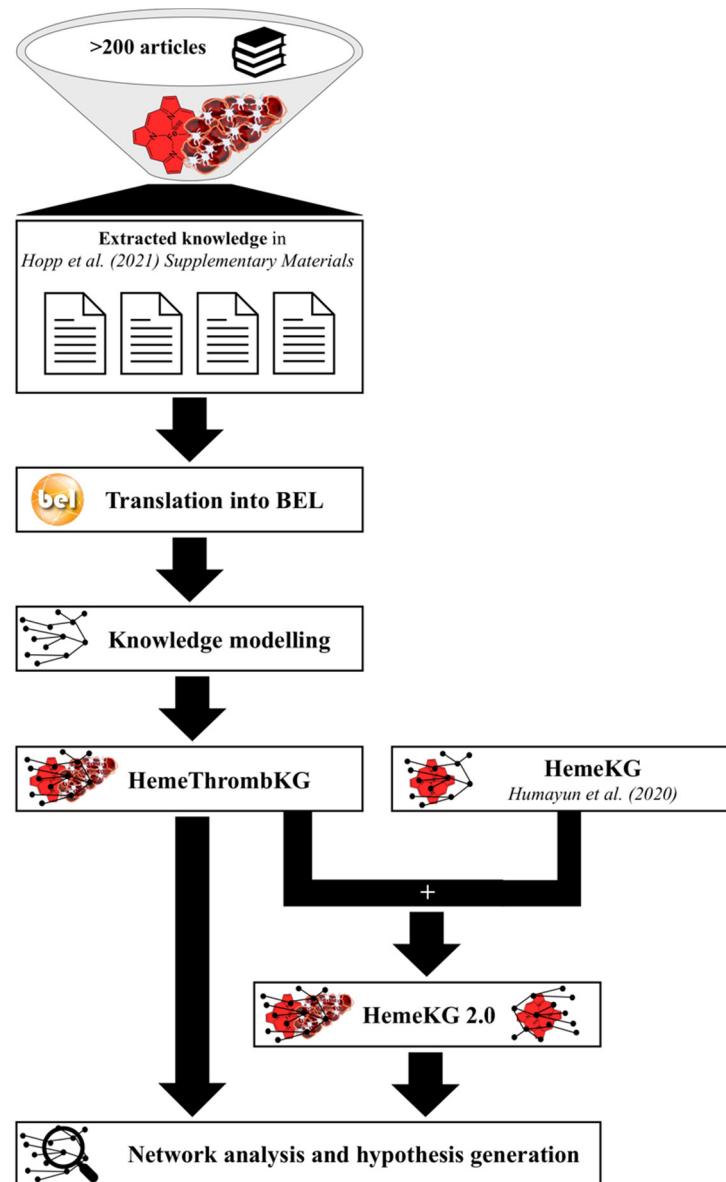 >200 articles
N
N
Fe
N
Extracted knowledge in
Hopp et al. (2021) Supplementary Materials
bel
Translation into BEL
Knowledge modelling
HemeThrombKG
HemeKG
Humayun et al. (2020)
+
HemeKG 2.0
Network analysis and hypothesis generation